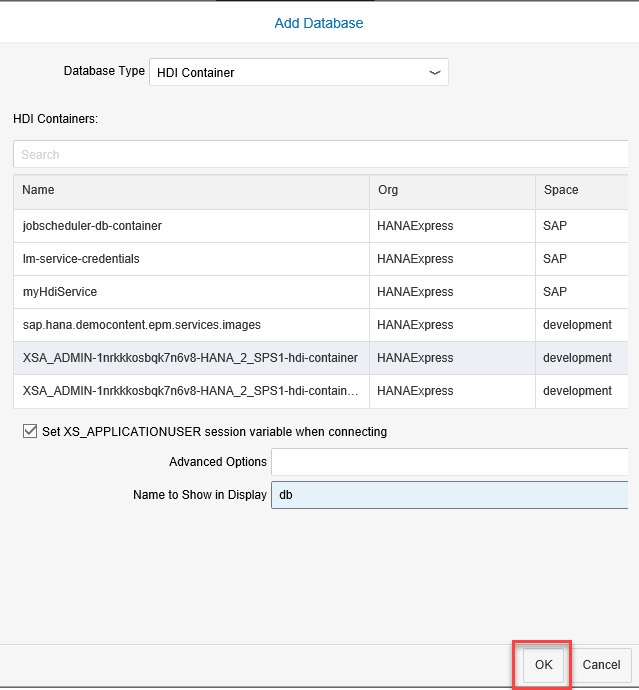 Add Database
Database Type HDI Container
HDI Containers:
Search
Name Org Space
jobscheduler-db-container HANAExpress SAP
lm-service-credentials HANAExpress SAP
myHdiService HANAExpress SAP
sap.hana.democontent.epm.services.images HANAExpress development
XSA_ADMIN-1nrkkkosbqk7n6v8-HANA_2_SPS1-hdi-container HANAExpress development
XSA_ADMIN-1nrkkkosbqk7n6v8-HANA_2_SPS1-hdi-contain... HANAExpress development
Set XS_APPLICATIONUSER session variable when connecting
Advanced Options
Name to Show in Display db
OK Cancel